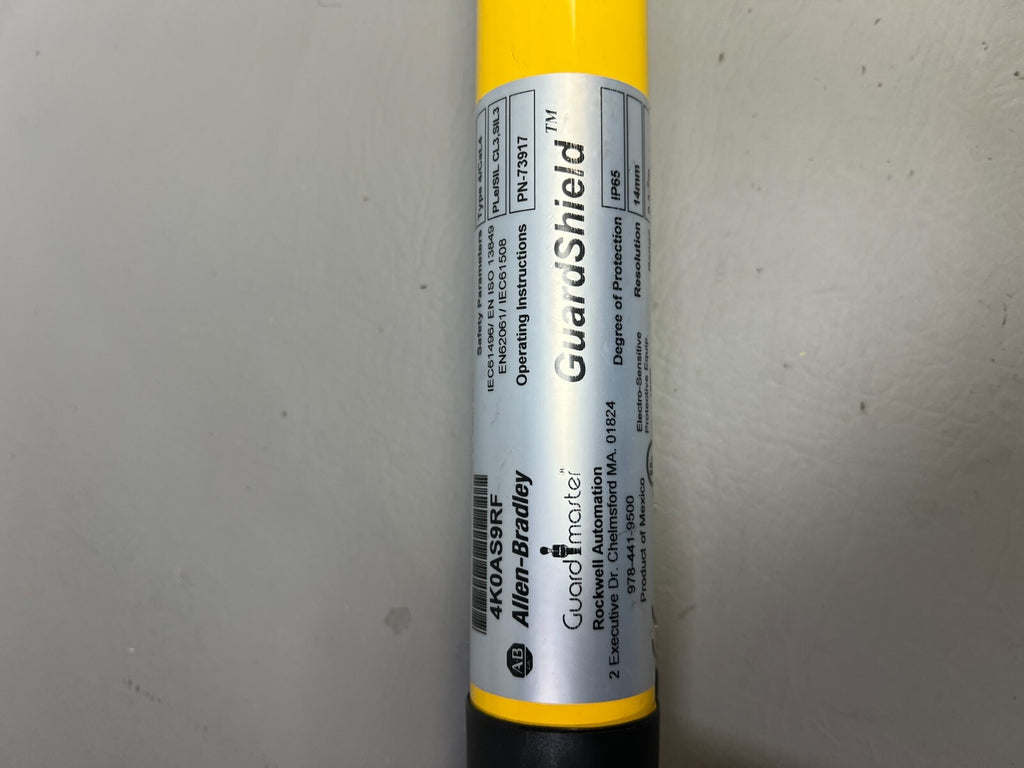 Safety Parameters Type 4/Cat.4
IEC61496/ EN ISO 13849 PLe/SIL CL3,SIL3
EN62061/ IEC61508
Operating Instructions PN-73917
4K0AS9RF
AB Allen-Bradley
GuardShield™
Guardmaster
Rockwell Automation
2 Executive Dr. Chelmsford MA. 01824
978-441-9500
Product of Mexico
Degree of Protection IP65
Resolution 14mm
Electro-Sensitive
Protective Equip.